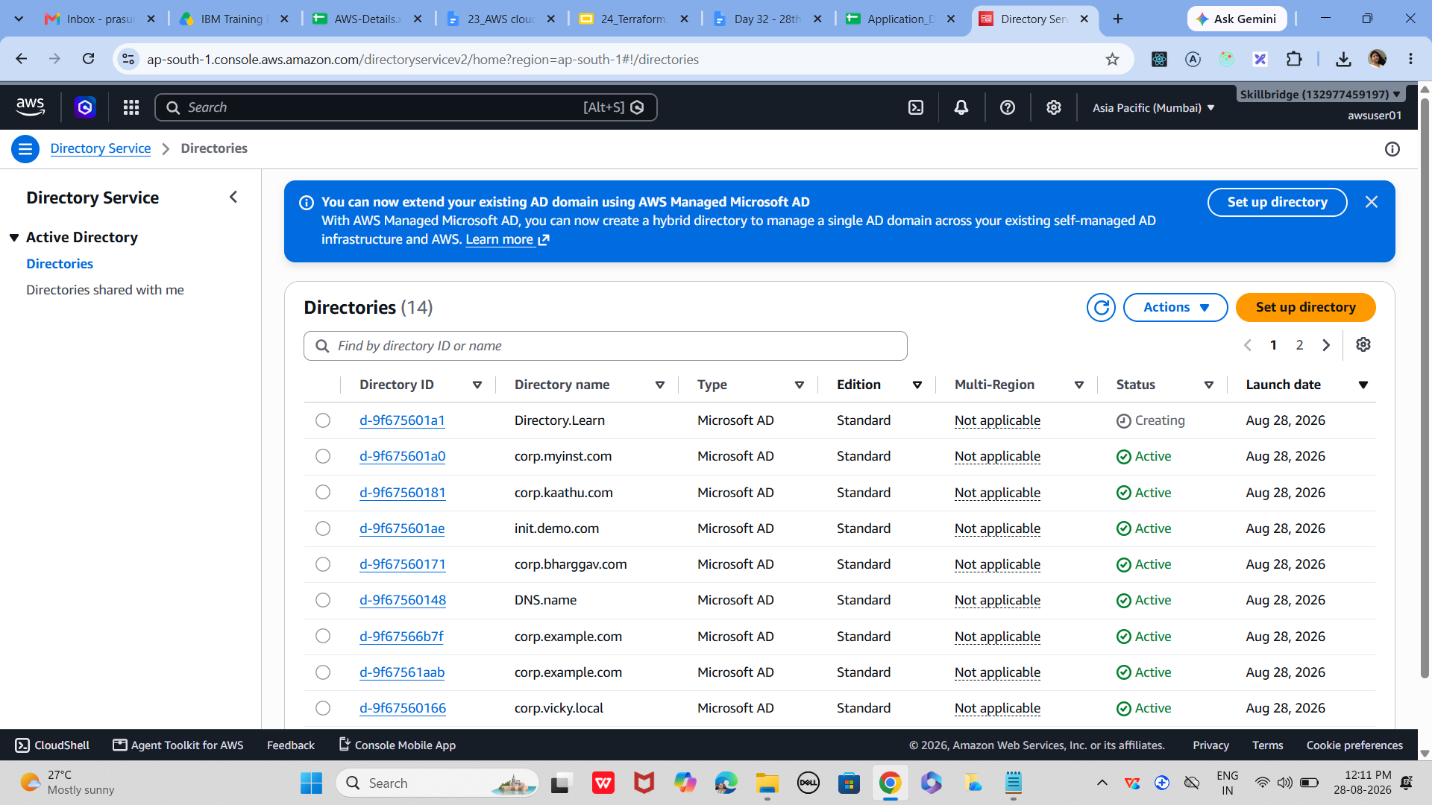 Inbox - prasu
IBM Training
AWS-Details.
23_AWS clou
24_Terraform
Day 32 - 28th
Application_D
Directory Ser
Ask Gemini
ap-south-1.console.aws.amazon.com/directoryservicev2/home?region=ap-south-1#!/directories
aws
Search
[Alt+S]
Asia Pacific (Mumbai)
Skillbridge (132977459197)
awsuser01
Directory Service
Directories
Directory Service
Active Directory
Directories
Directories shared with me
You can now extend your existing AD domain using AWS Managed Microsoft AD
With AWS Managed Microsoft AD, you can now create a hybrid directory to manage a single AD domain across your existing self-managed AD
infrastructure and AWS. Learn more
Set up directory
Directories (14)
Actions
Set up directory
Find by directory ID or name
1 2
Directory ID Directory name Type Edition Multi-Region Status Launch date
d-9f675601a1 Directory.Learn Microsoft AD Standard Not applicable Creating Aug 28, 2026
d-9f675601a0 corp.myinst.com Microsoft AD Standard Not applicable Active Aug 28, 2026
d-9f67560181 corp.kaathu.com Microsoft AD Standard Not applicable Active Aug 28, 2026
d-9f675601ae init.demo.com Microsoft AD Standard Not applicable Active Aug 28, 2026
d-9f67560171 corp.bharggav.com Microsoft AD Standard Not applicable Active Aug 28, 2026
d-9f67560148 DNS.name Microsoft AD Standard Not applicable Active Aug 28, 2026
d-9f67566b7f corp.example.com Microsoft AD Standard Not applicable Active Aug 28, 2026
d-9f67561aab corp.example.com Microsoft AD Standard Not applicable Active Aug 28, 2026
d-9f67560166 corp.vicky.local Microsoft AD Standard Not applicable Active Aug 28, 2026
CloudShell
Agent Toolkit for AWS
Feedback
Console Mobile App
© 2026, Amazon Web Services, Inc. or its affiliates.
Privacy
Terms
Cookie preferences
27°C
Mostly sunny
Search
DELL
ENG
IN
12:11 PM
28-08-2026